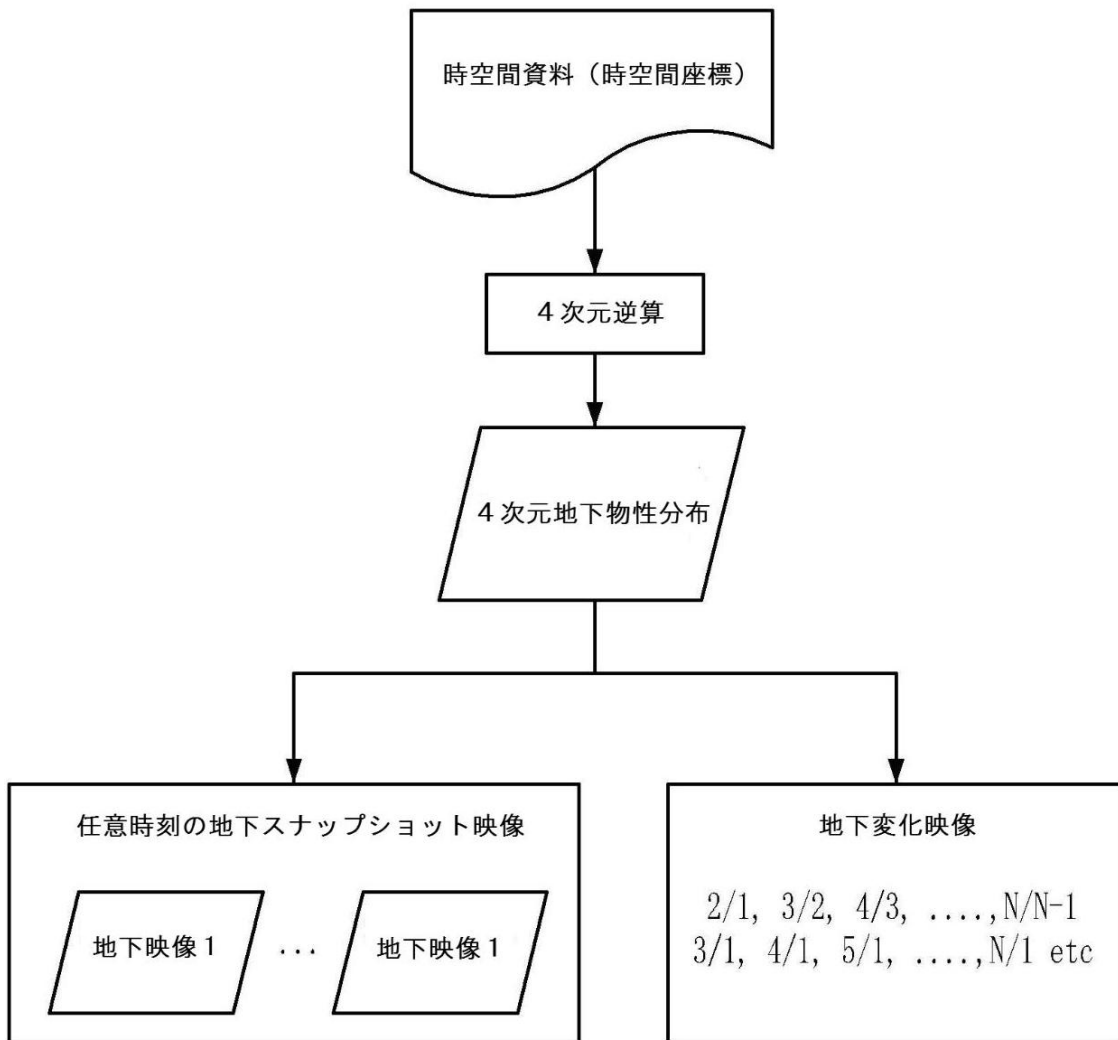 時空間資料（時空間座標）
４次元逆算
４次元地下物性分布
任意時刻の地下スナップショット映像
地下映像１ ... 地下映像１
地下変化映像
2/1, 3/2, 4/3, ....,N/N-1
3/1, 4/1, 5/1, ....,N/1 etc